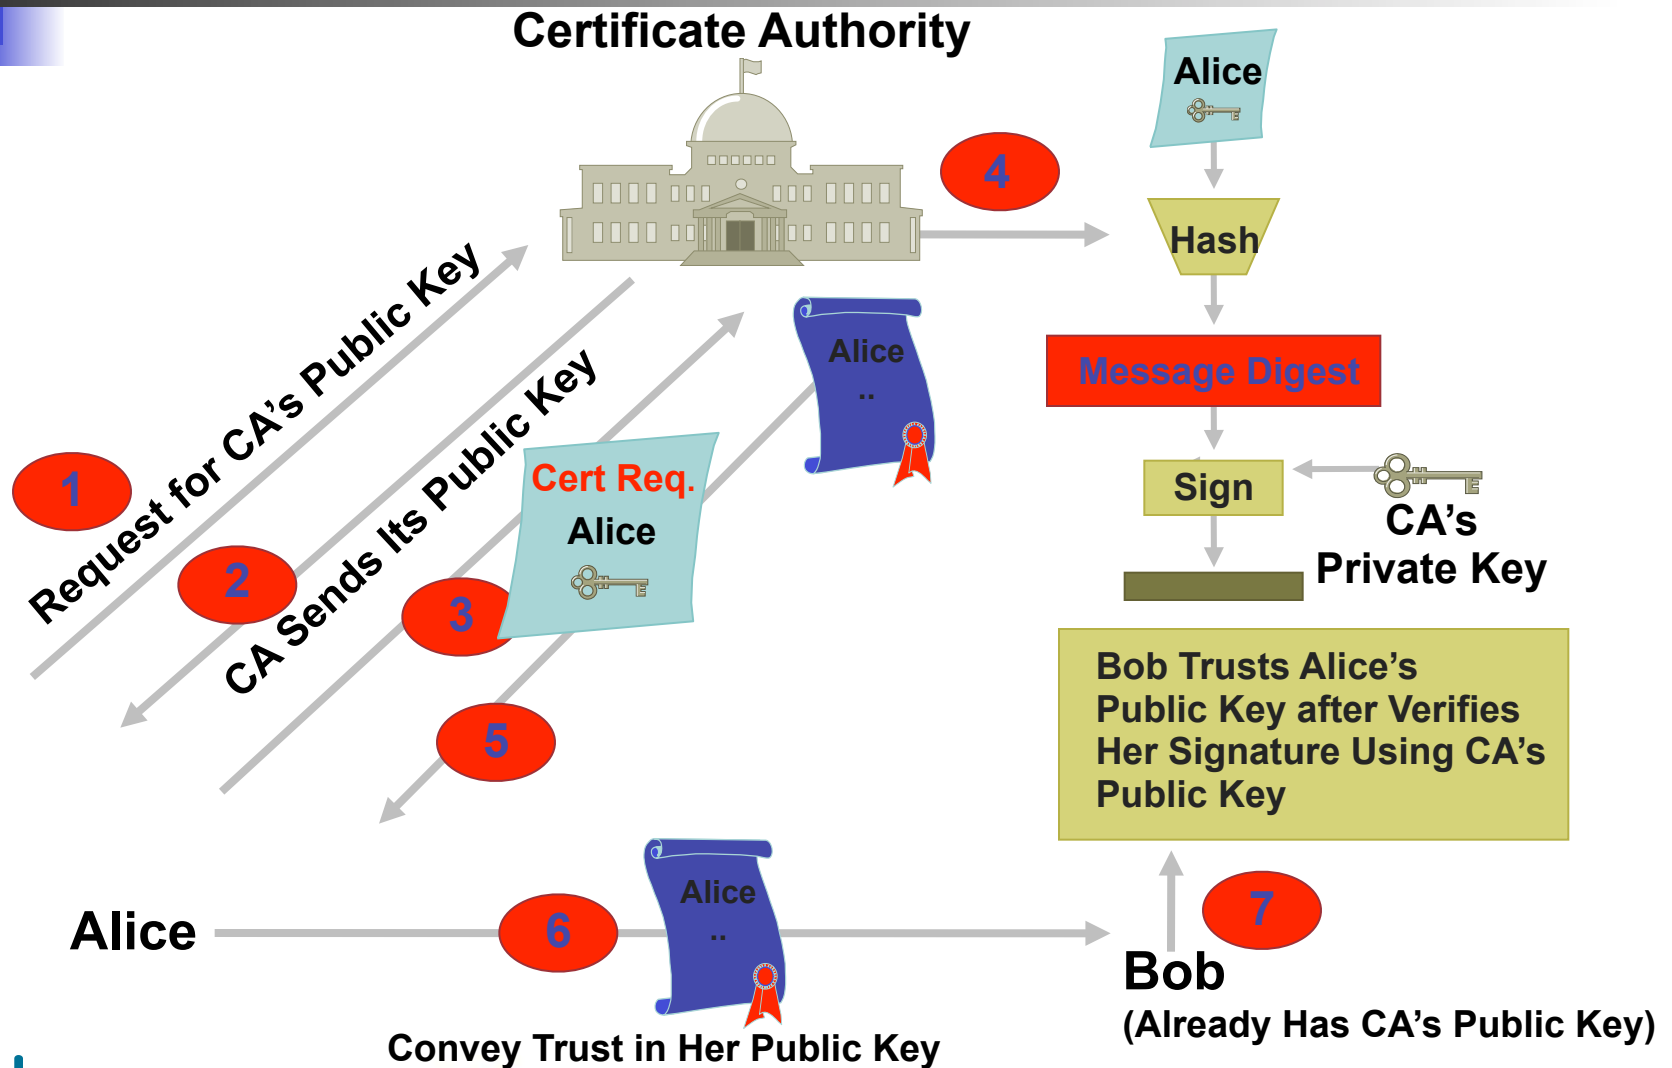 Certificate Authority
Alice
4
Hash
Request for CA's Public Key
1
Alice
..
Message Digest
CA Sends Its Public Key
2
Cert Req.
Alice
3
Sign
CA's
Private Key
5
Bob Trusts Alice's
Public Key after Verifies
Her Signature Using CA's
Public Key
Alice
6
Alice
..
7
Bob
(Already Has CA's Public Key)
Convey Trust in Her Public Key